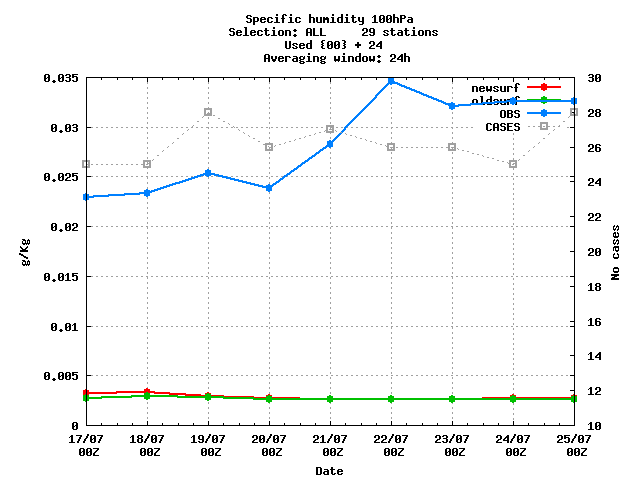 Specific humidity 100hPa
Selection: ALL 29 stations
Used {00} + 24
Averaging window: 24h
newsurf
oldsurf
OBS
CASES
0.035
0.03
0.025
0.02
0.015
0.01
0.005
0
g/Kg
30
28
26
24
22
20
18
16
14
12
10
No cases
17/07 18/07 19/07 20/07 21/07 22/07 23/07 24/07 25/07
00Z 00Z 00Z 00Z 00Z 00Z 00Z 00Z 00Z
Date